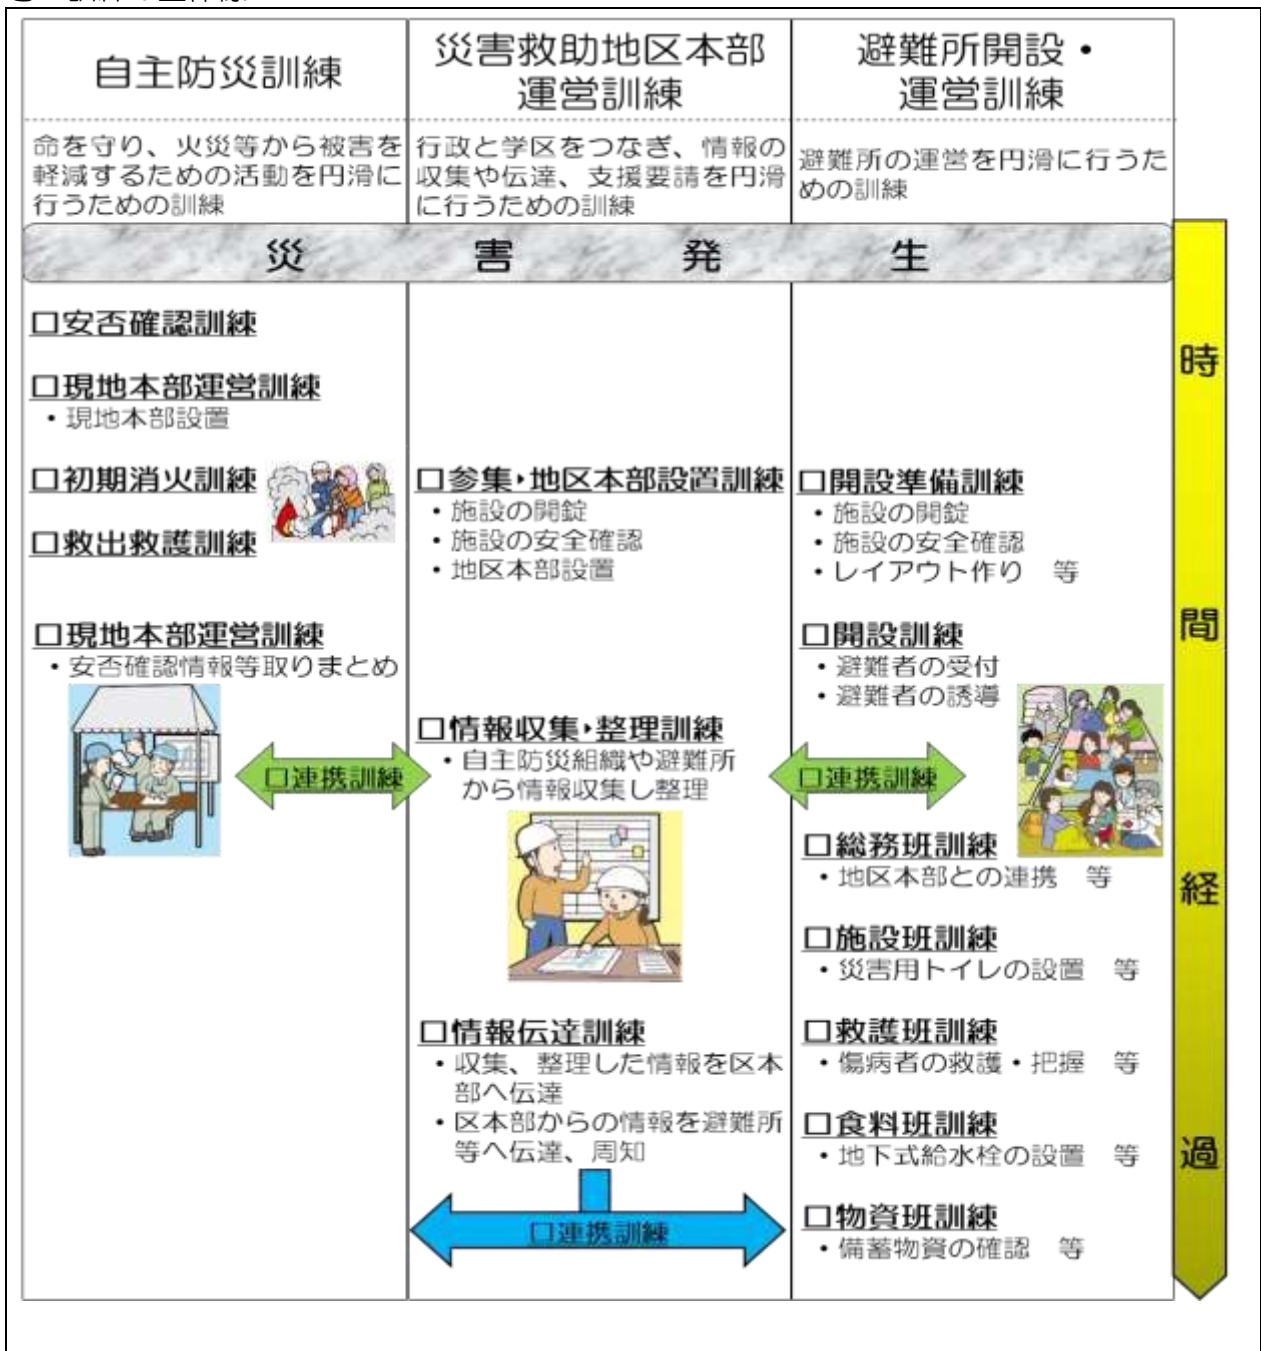 自主防災訓練
命を守り、火災等から被害を
軽減するための活動を円滑に
行うための訓練
災害救助地区本部
運営訓練
行政と学区をつなぎ、情報の
収集や伝達、支援要請を円滑
に行うための訓練
避難所開設・
運営訓練
避難所の運営を円滑に行うた
めの訓練
災 害 発 生
□安否確認訓練
□現地本部運営訓練
・現地本部設置
□初期消火訓練
□救出救護訓練
□現地本部運営訓練
・安否確認情報等取りまとめ
□連携訓練
□参集・地区本部設置訓練
・施設の開錠
・施設の安全確認
・地区本部設置
□情報収集・整理訓練
・自主防災組織や避難所
から情報収集し整理
□情報伝達訓練
・収集、整理した情報を区本
部へ伝達
・区本部からの情報を避難所
等へ伝達、周知
□連携訓練
□開設準備訓練
・施設の開錠
・施設の安全確認
・レイアウト作り 等
□開設訓練
・避難者の受付
・避難者の誘導
□連携訓練
□総務班訓練
・地区本部との連携 等
□施設班訓練
・災害用トイレの設置 等
□救護班訓練
・傷病者の救護・把握 等
□食料班訓練
・地下式給水栓の設置 等
□物資班訓練
・備蓄物資の確認 等
時間経過